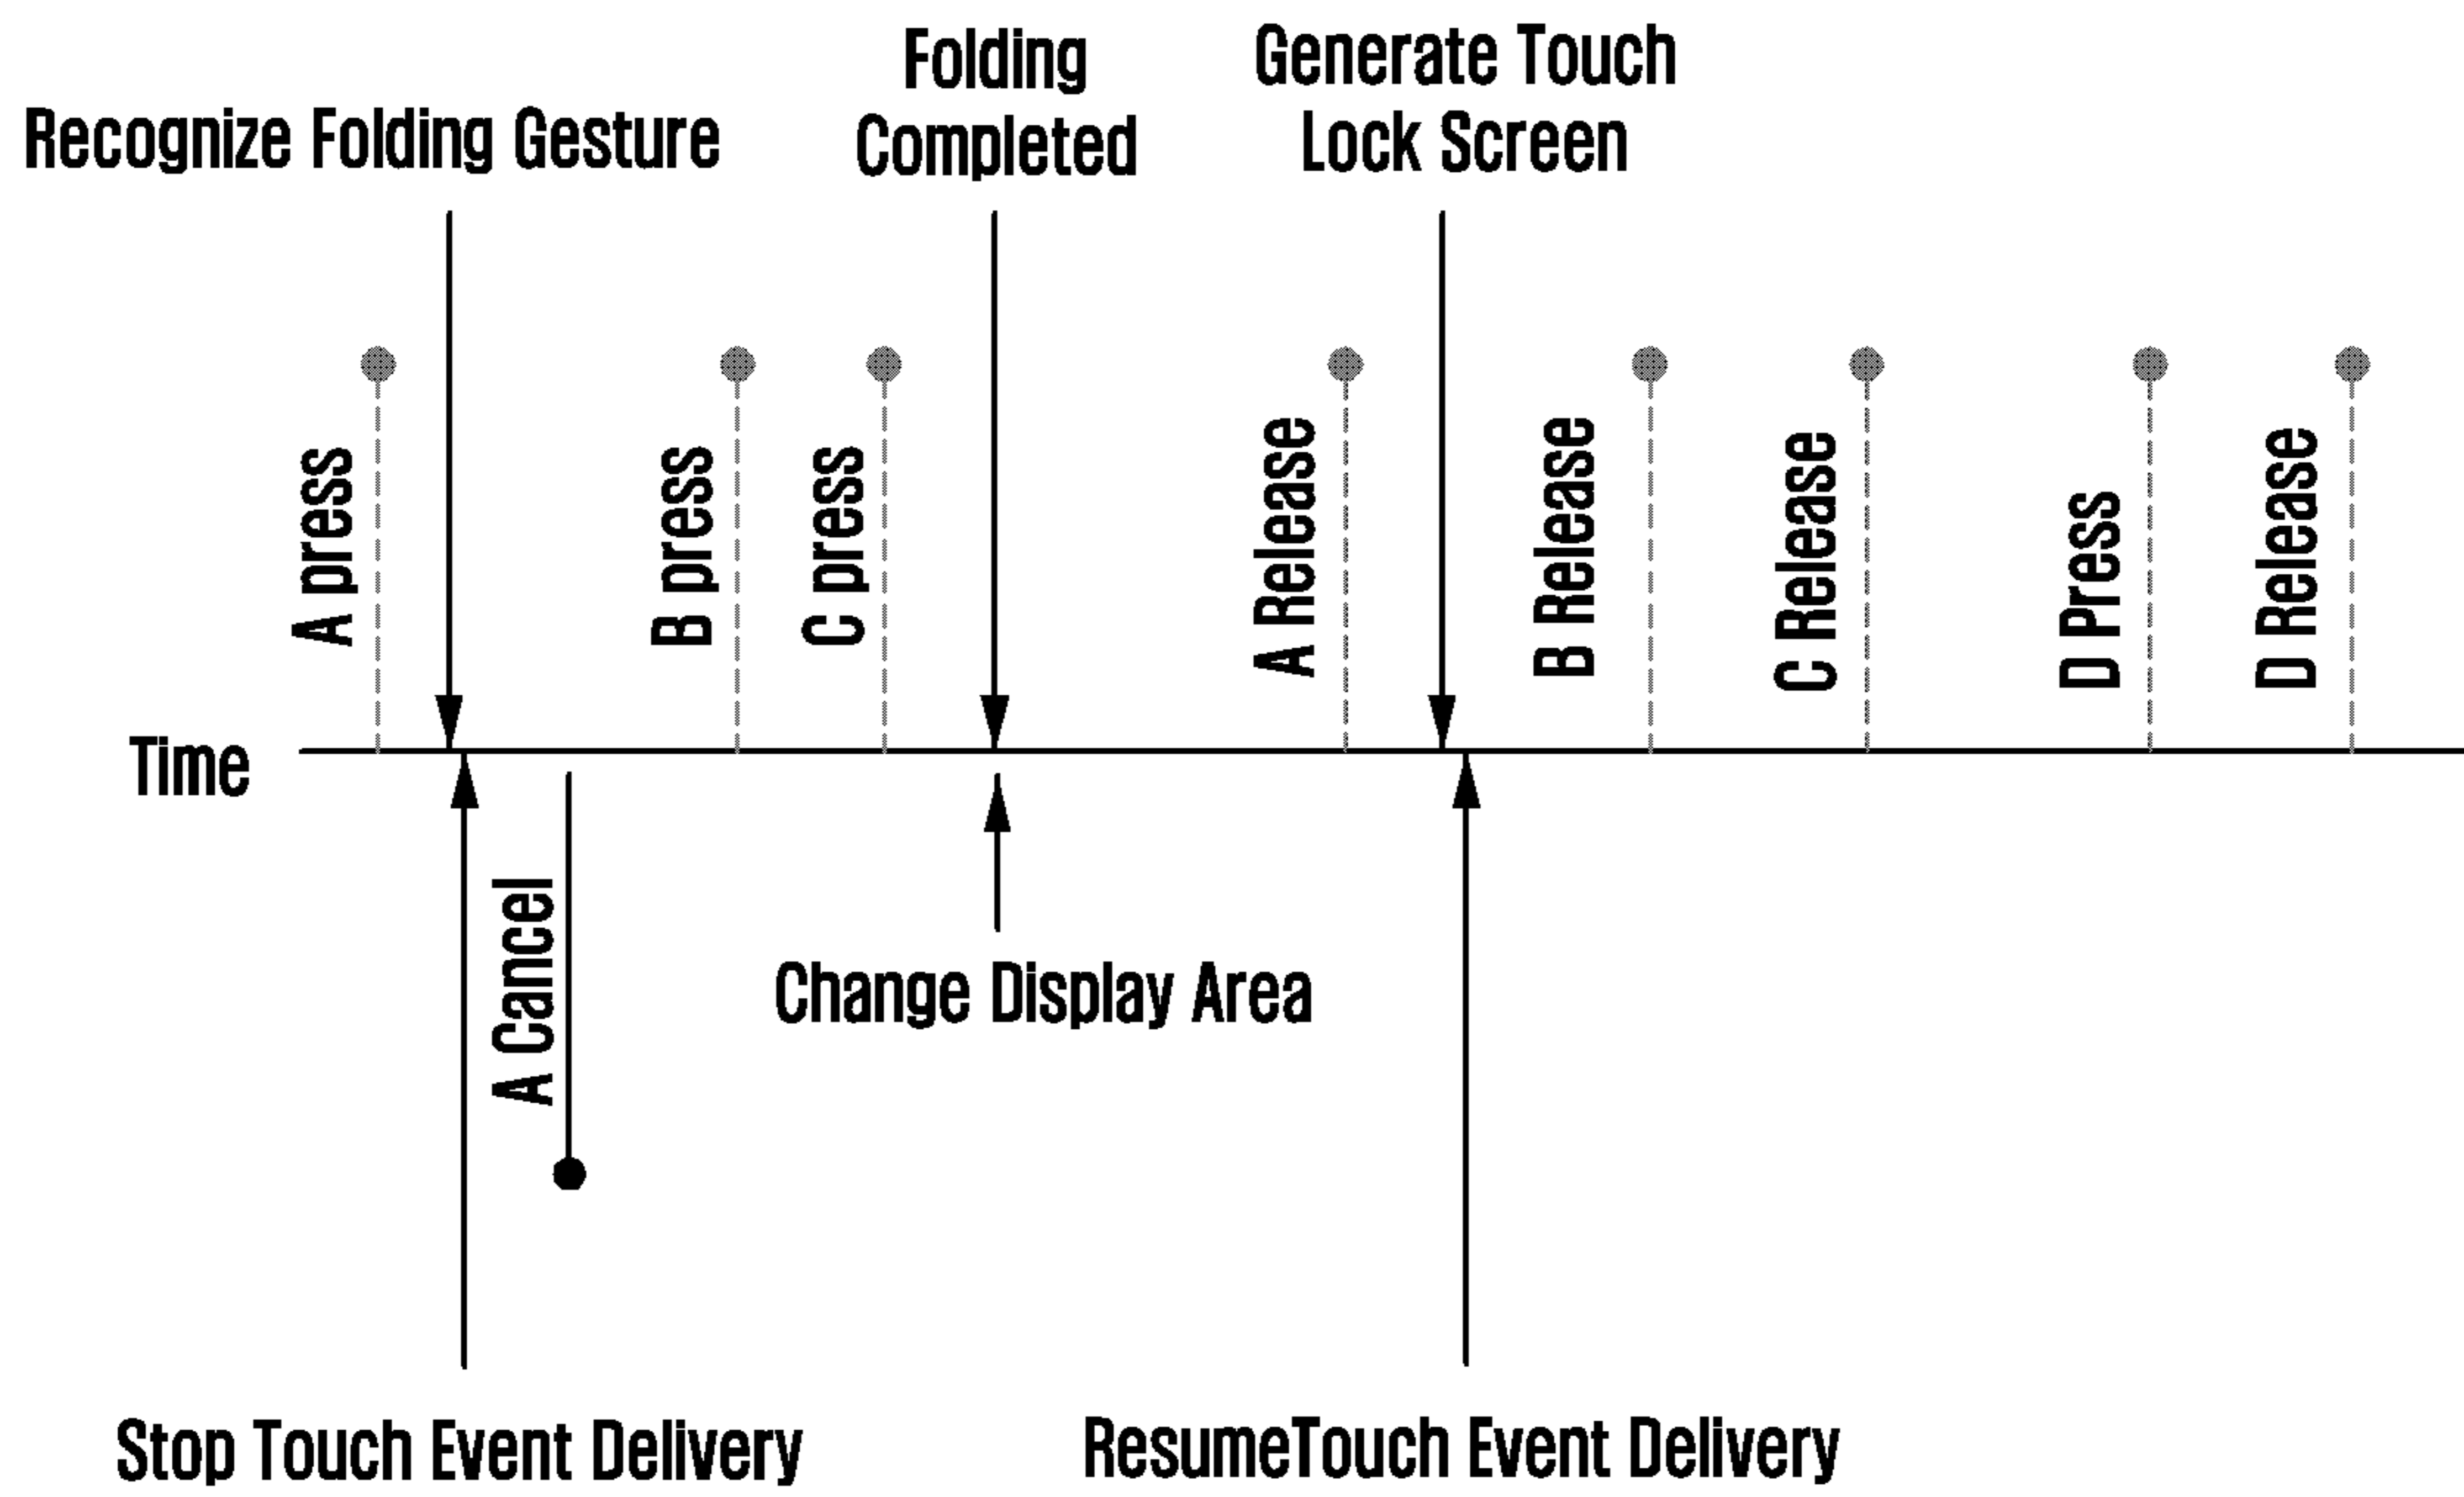 Recognize Folding Gesture
Folding
Completed
Generate Touch
Lock Screen
A press
B press
C press
A Release
B Release
C Release
D Press
D Release
Time
A Cancel
Change Display Area
Stop Touch Event Delivery
ResumeTouch Event Delivery